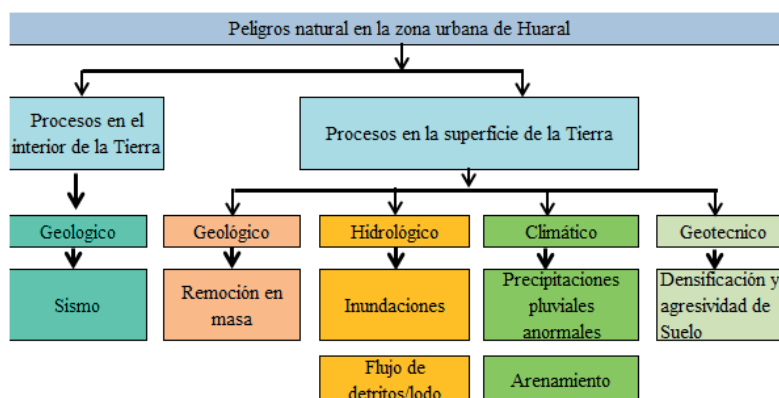 Peligros natural en la zona urbana de Huaral
Procesos en el
interior de la Tierra
Procesos en la superficie de la Tierra
Geologico
Geológico
Hidrológico
Climático
Geotecnico
Sismo
Remoción en
masa
Inundaciones
Precipitaciones
pluviales
anormales
Densificación y
agresividad de
Suelo
Flujo de
detritos/lodo
Arenamiento